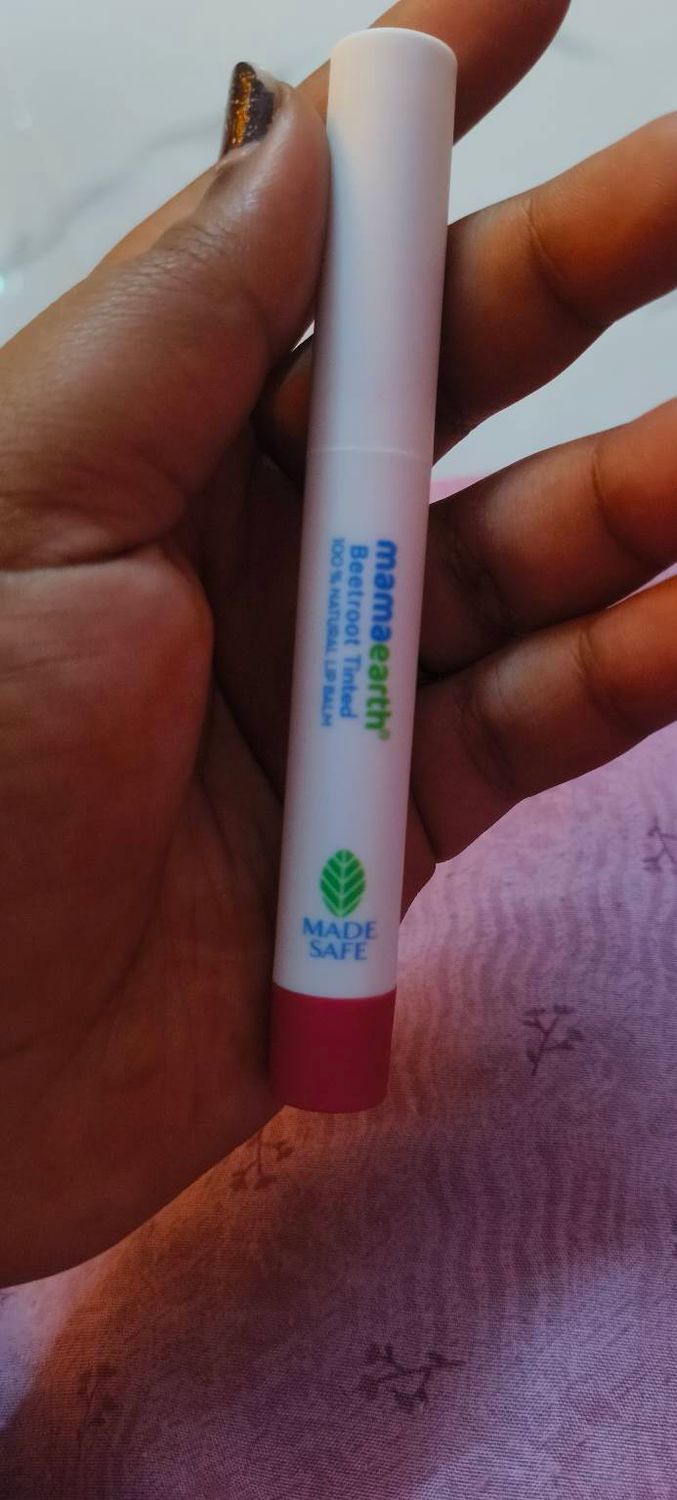 mamaearth®
Beetroot Tinted
100% NATURAL LIP BALM
MADE
SAFE